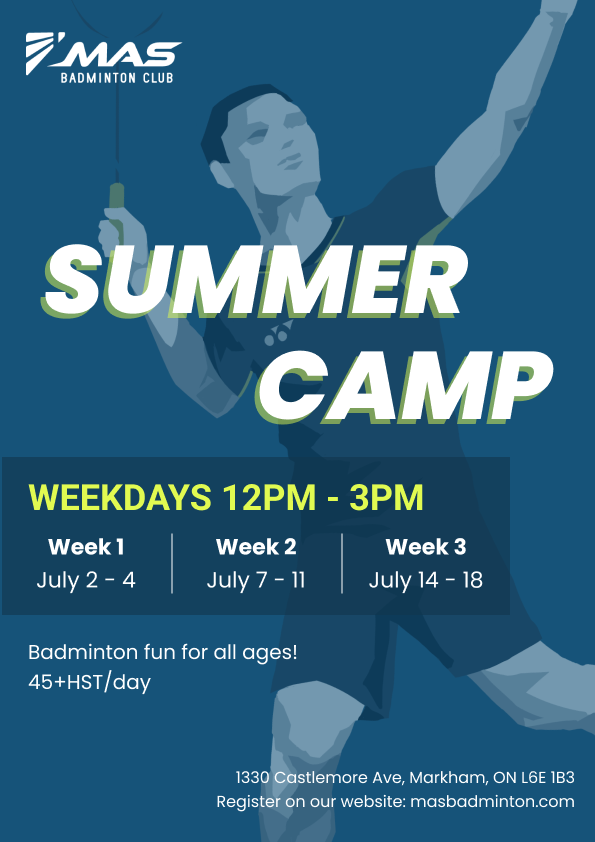 MAS
BADMINTON CLUB
SUMMER
CAMP
WEEKDAYS 12PM - 3PM
Week 1
July 2 - 4
Week 2
July 7 - 11
Week 3
July 14 - 18
Badminton fun for all ages!
45+HST/day
1330 Castlemore Ave, Markham, ON L6E 1B3
Register on our website: masbadminton.com